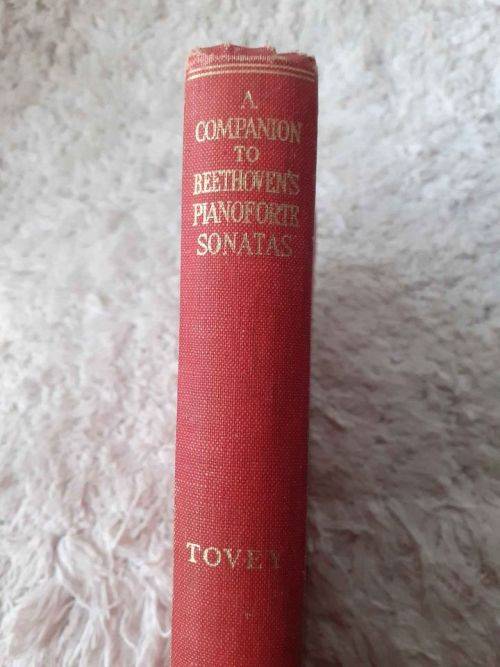 A
COMPANION
TO
BEETHOVEN'S
PIANOFORTE
SONATAS
TOVEY